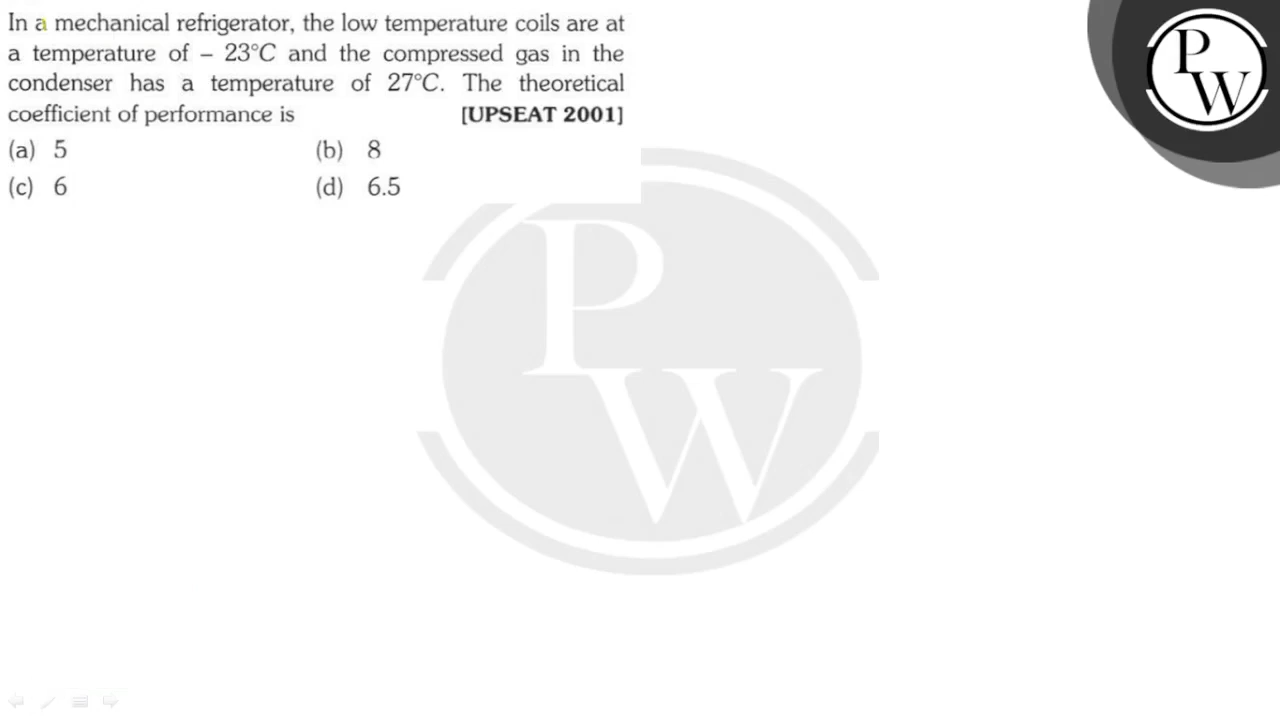 In a mechanical refrigerator, the low temperature coils are at
a temperature of – 23°C and the compressed gas in the
condenser has a temperature of 27°C. The theoretical
coefficient of performance is [UPSEAT 2001]
(a) 5 (b) 8
(c) 6 (d) 6.5
PW
PW